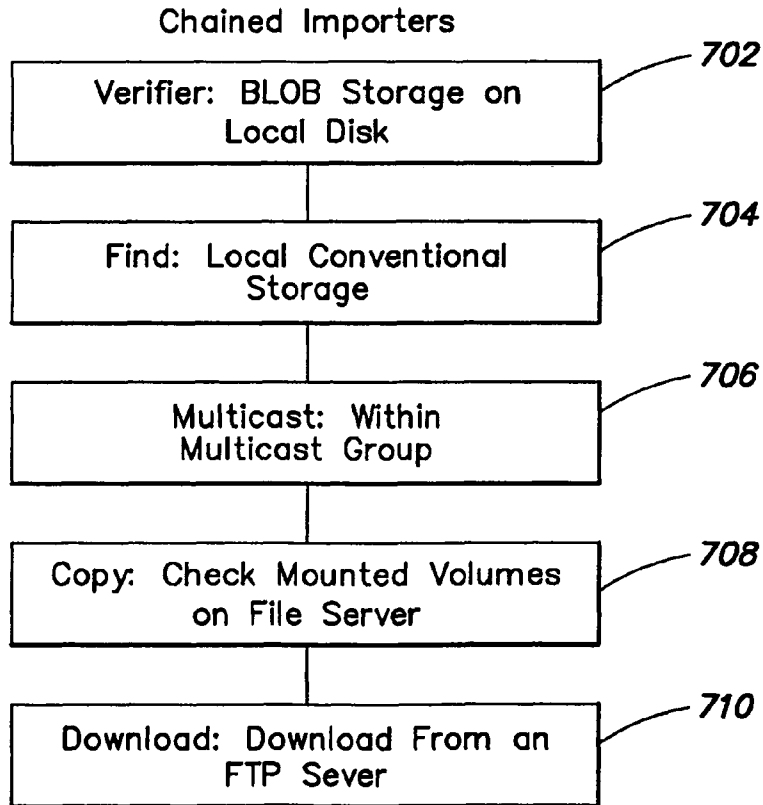 Chained Importers
702
Verifier: BLOB Storage on
Local Disk
704
Find: Local Conventional
Storage
706
Multicast: Within
Multicast Group
708
Copy: Check Mounted Volumes
on File Server
710
Download: Download From an
FTP Sever